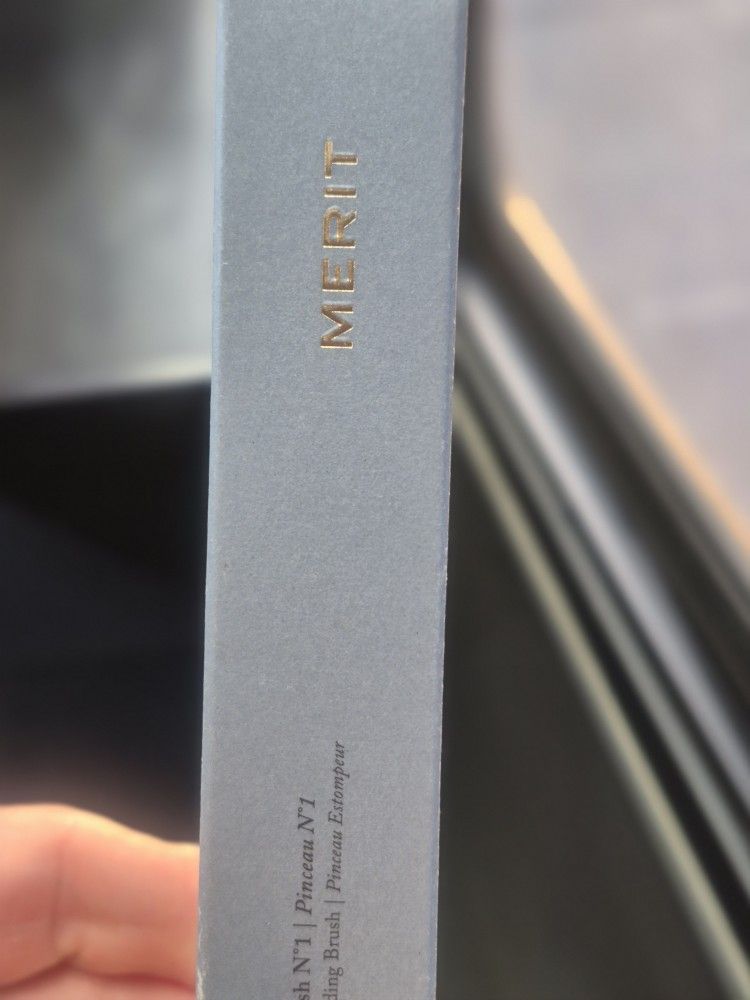 MERIT
sh N°1 | Pinceau N°1
ding Brush | Pinceau Estompeur